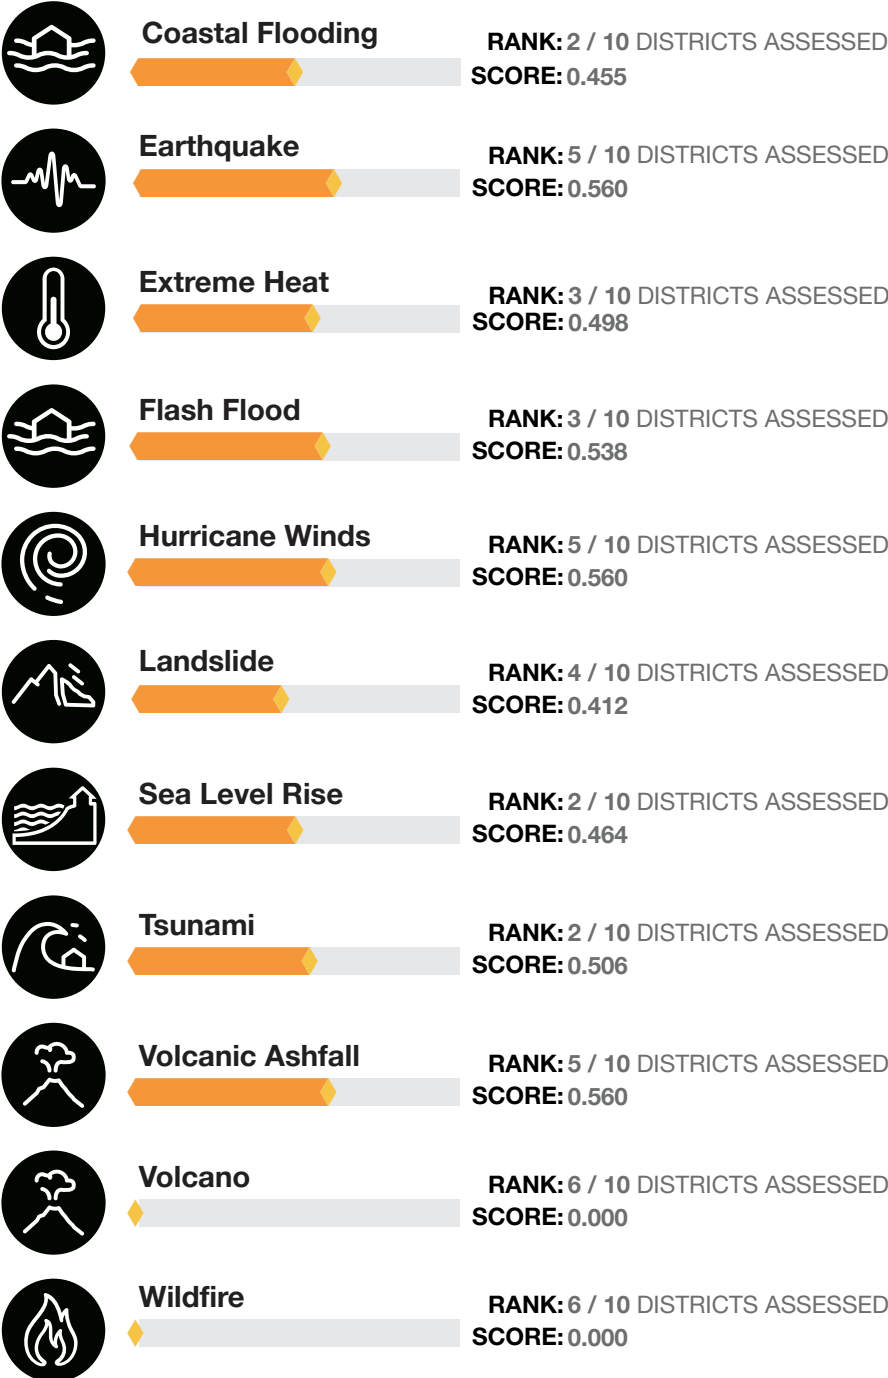 Coastal Flooding
RANK: 2 / 10 DISTRICTS ASSESSED
SCORE: 0.455
Earthquake
RANK: 5 / 10 DISTRICTS ASSESSED
SCORE: 0.560
Extreme Heat
RANK: 3 / 10 DISTRICTS ASSESSED
SCORE: 0.498
Flash Flood
RANK: 3 / 10 DISTRICTS ASSESSED
SCORE: 0.538
Hurricane Winds
RANK: 5 / 10 DISTRICTS ASSESSED
SCORE: 0.560
Landslide
RANK: 4 / 10 DISTRICTS ASSESSED
SCORE: 0.412
Sea Level Rise
RANK: 2 / 10 DISTRICTS ASSESSED
SCORE: 0.464
Tsunami
RANK: 2 / 10 DISTRICTS ASSESSED
SCORE: 0.506
Volcanic Ashfall
RANK: 5 / 10 DISTRICTS ASSESSED
SCORE: 0.560
Volcano
RANK: 6 / 10 DISTRICTS ASSESSED
SCORE: 0.000
Wildfire
RANK: 6 / 10 DISTRICTS ASSESSED
SCORE: 0.000